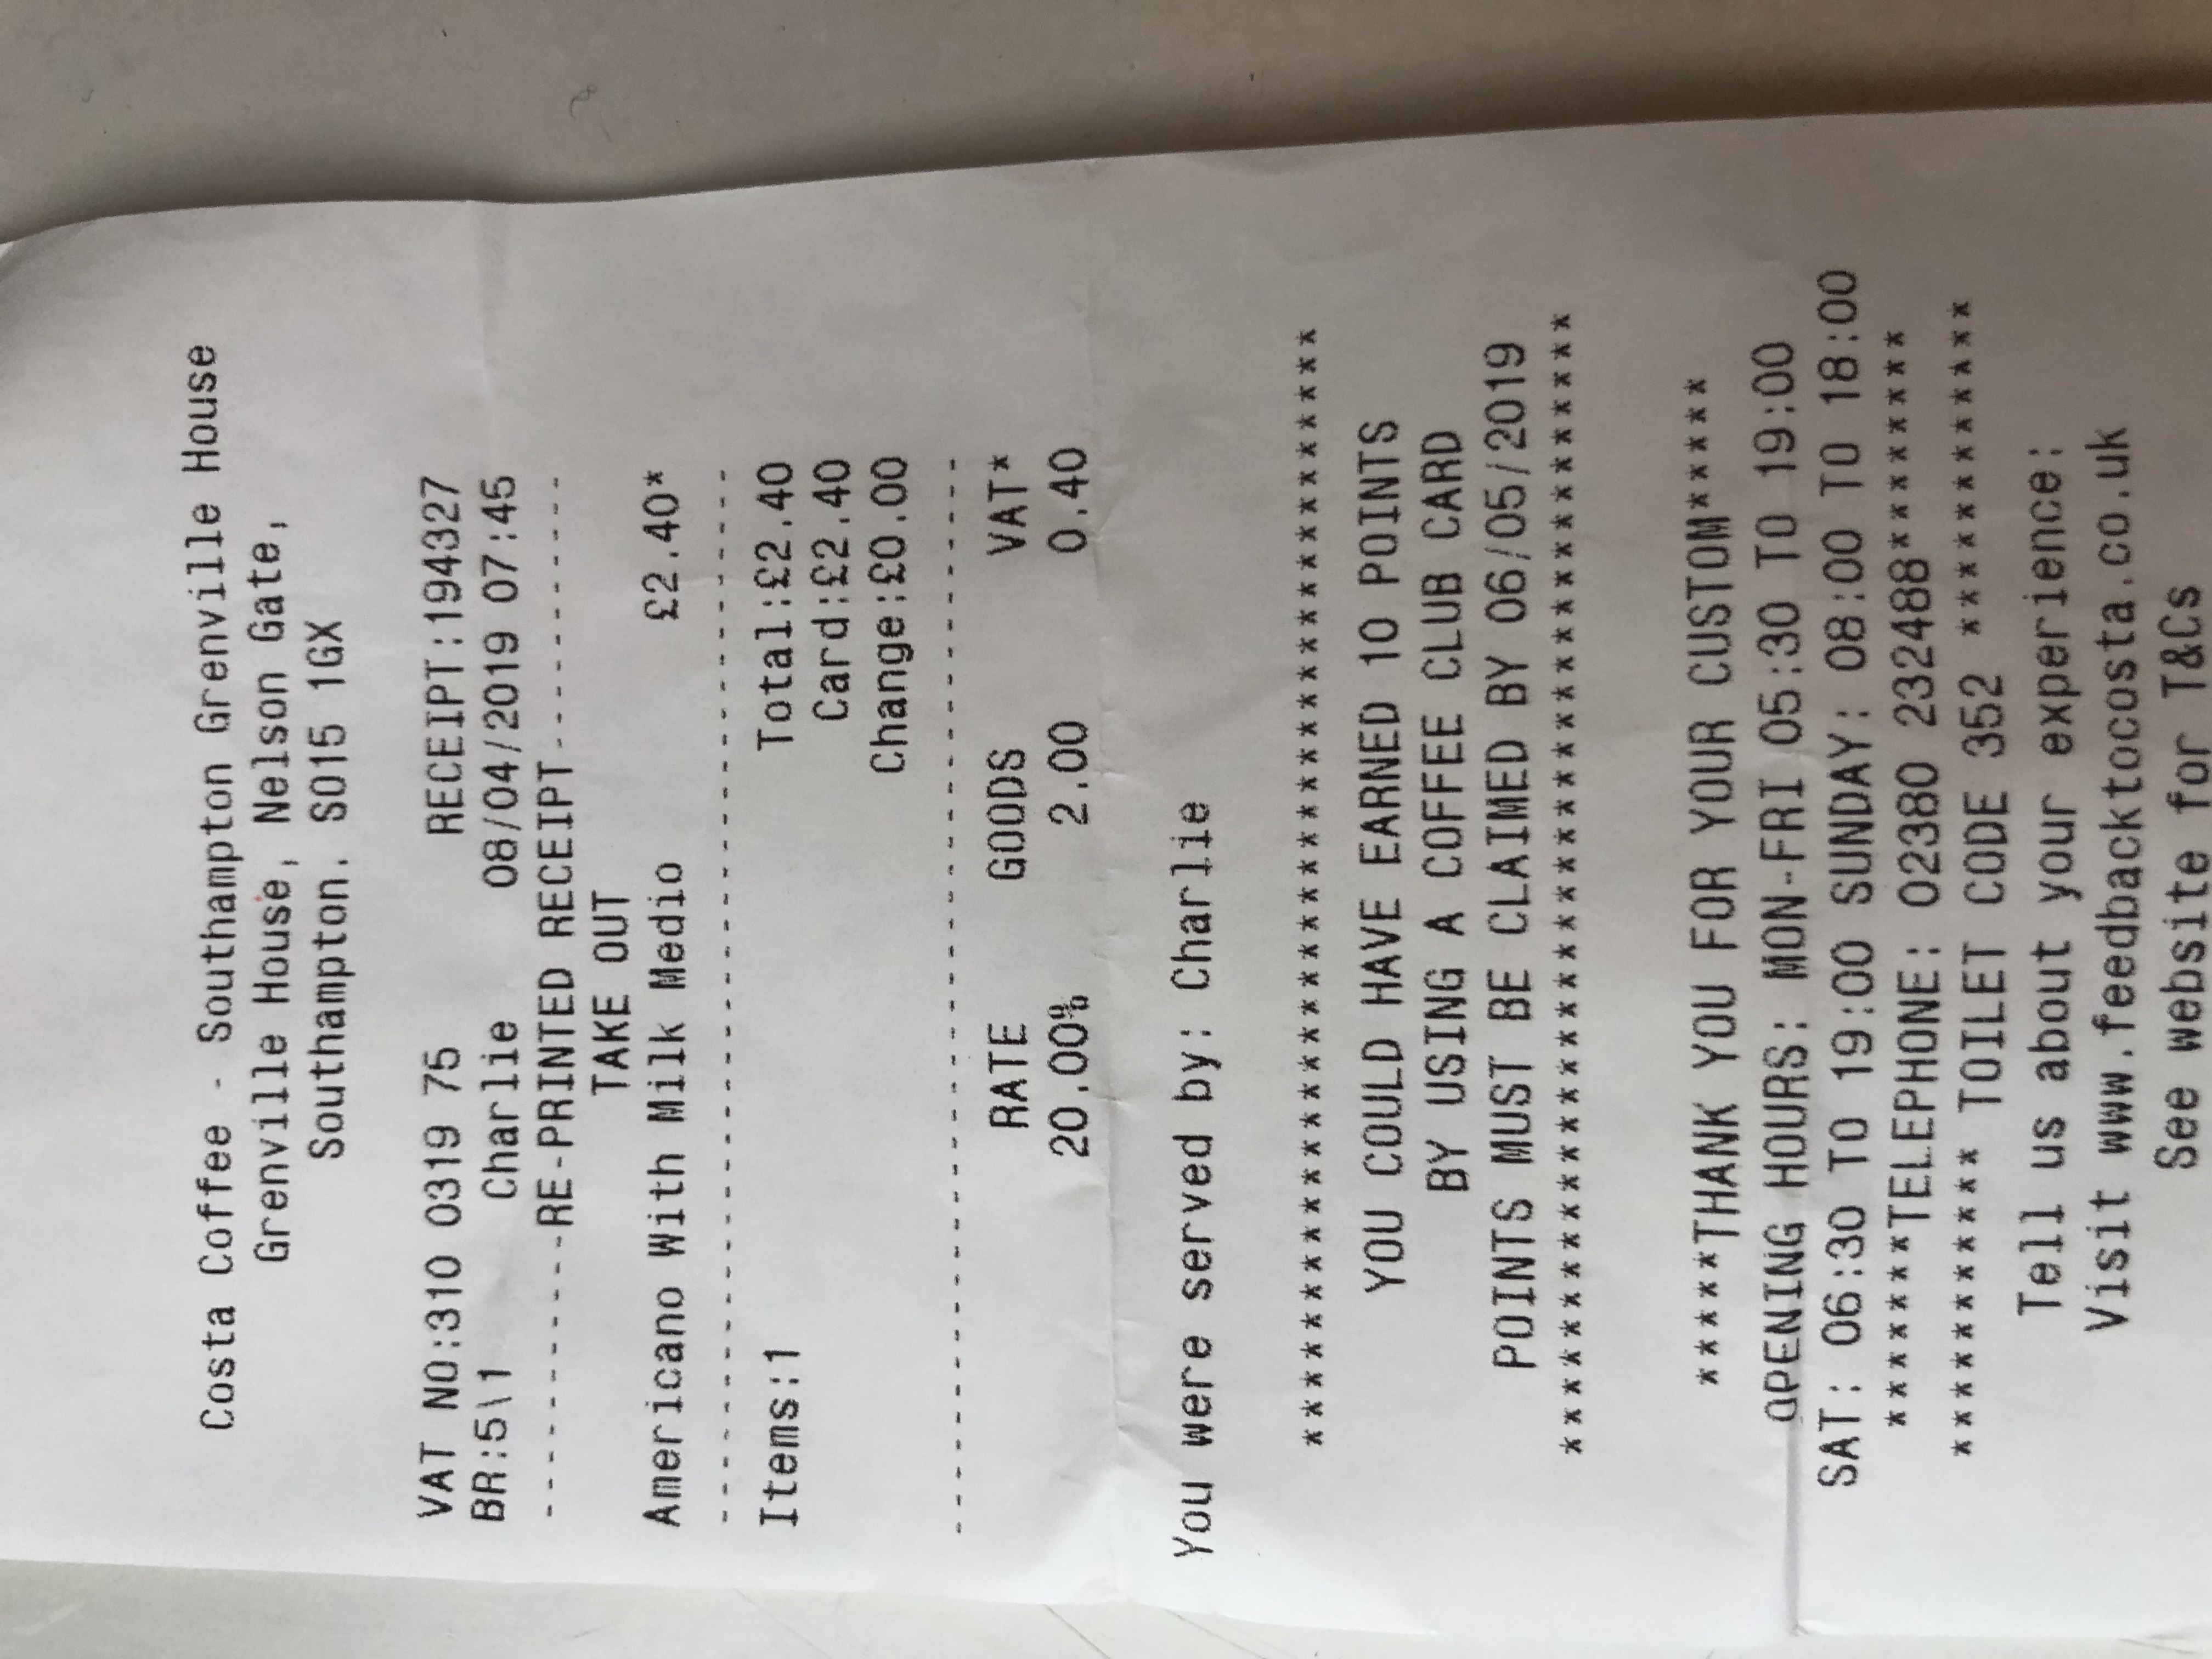 Costa Coffee - Southampton Grenville House
Grenville House, Nelson Gate,
Southampton. SO15 1GX
VAT NO:310 0319 75 RECEIPT:194327
BR:5\1 Charlie 08/04/2019 07:45
-----------RE-PRINTED RECEIPT-----------
TAKE OUT
Americano With Milk Medio £2.40*
----------------------------------------
Items:1 Total:£2.40
Card:£2.40
Change:£0.00
----------------------------------------
RATE GOODS VAT*
20.00% 2.00 0.40
You were served by: Charlie
****************************************
YOU COULD HAVE EARNED 10 POINTS
BY USING A COFFEE CLUB CARD
POINTS MUST BE CLAIMED BY 06/05/2019
****************************************
*****THANK YOU FOR YOUR CUSTOM*****
OPENING HOURS: MON-FRI 05:30 TO 19:00
SAT: 06:30 TO 19:00 SUNDAY: 08:00 TO 18:00
*******TELEPHONE: 02380 232488********
*********** TOILET CODE 352 ************
Tell us about your experience:
Visit www.feedbacktocosta.co.uk
See website for T&Cs